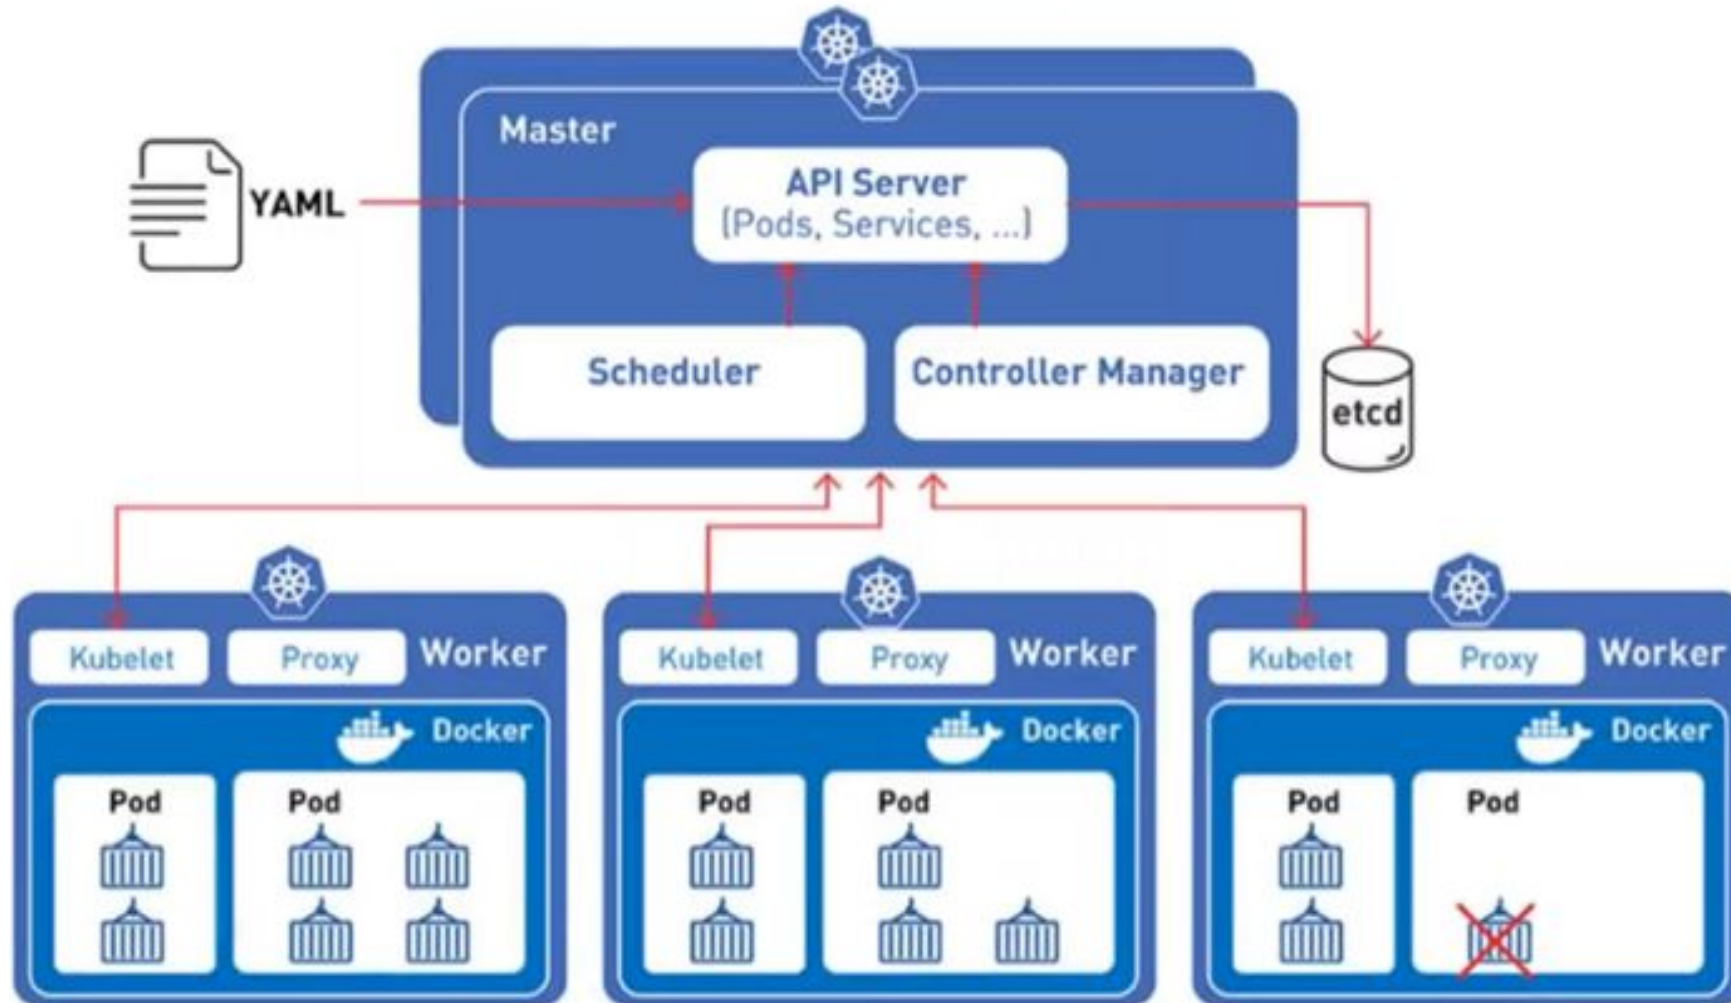 Master
API Server
(Pods, Services, ...)
YAML
Scheduler
Controller Manager
etcd
Kubelet
Proxy
Worker
Docker
Pod
Pod
Kubelet
Proxy
Worker
Docker
Pod
Pod
Kubelet
Proxy
Worker
Docker
Pod
Pod